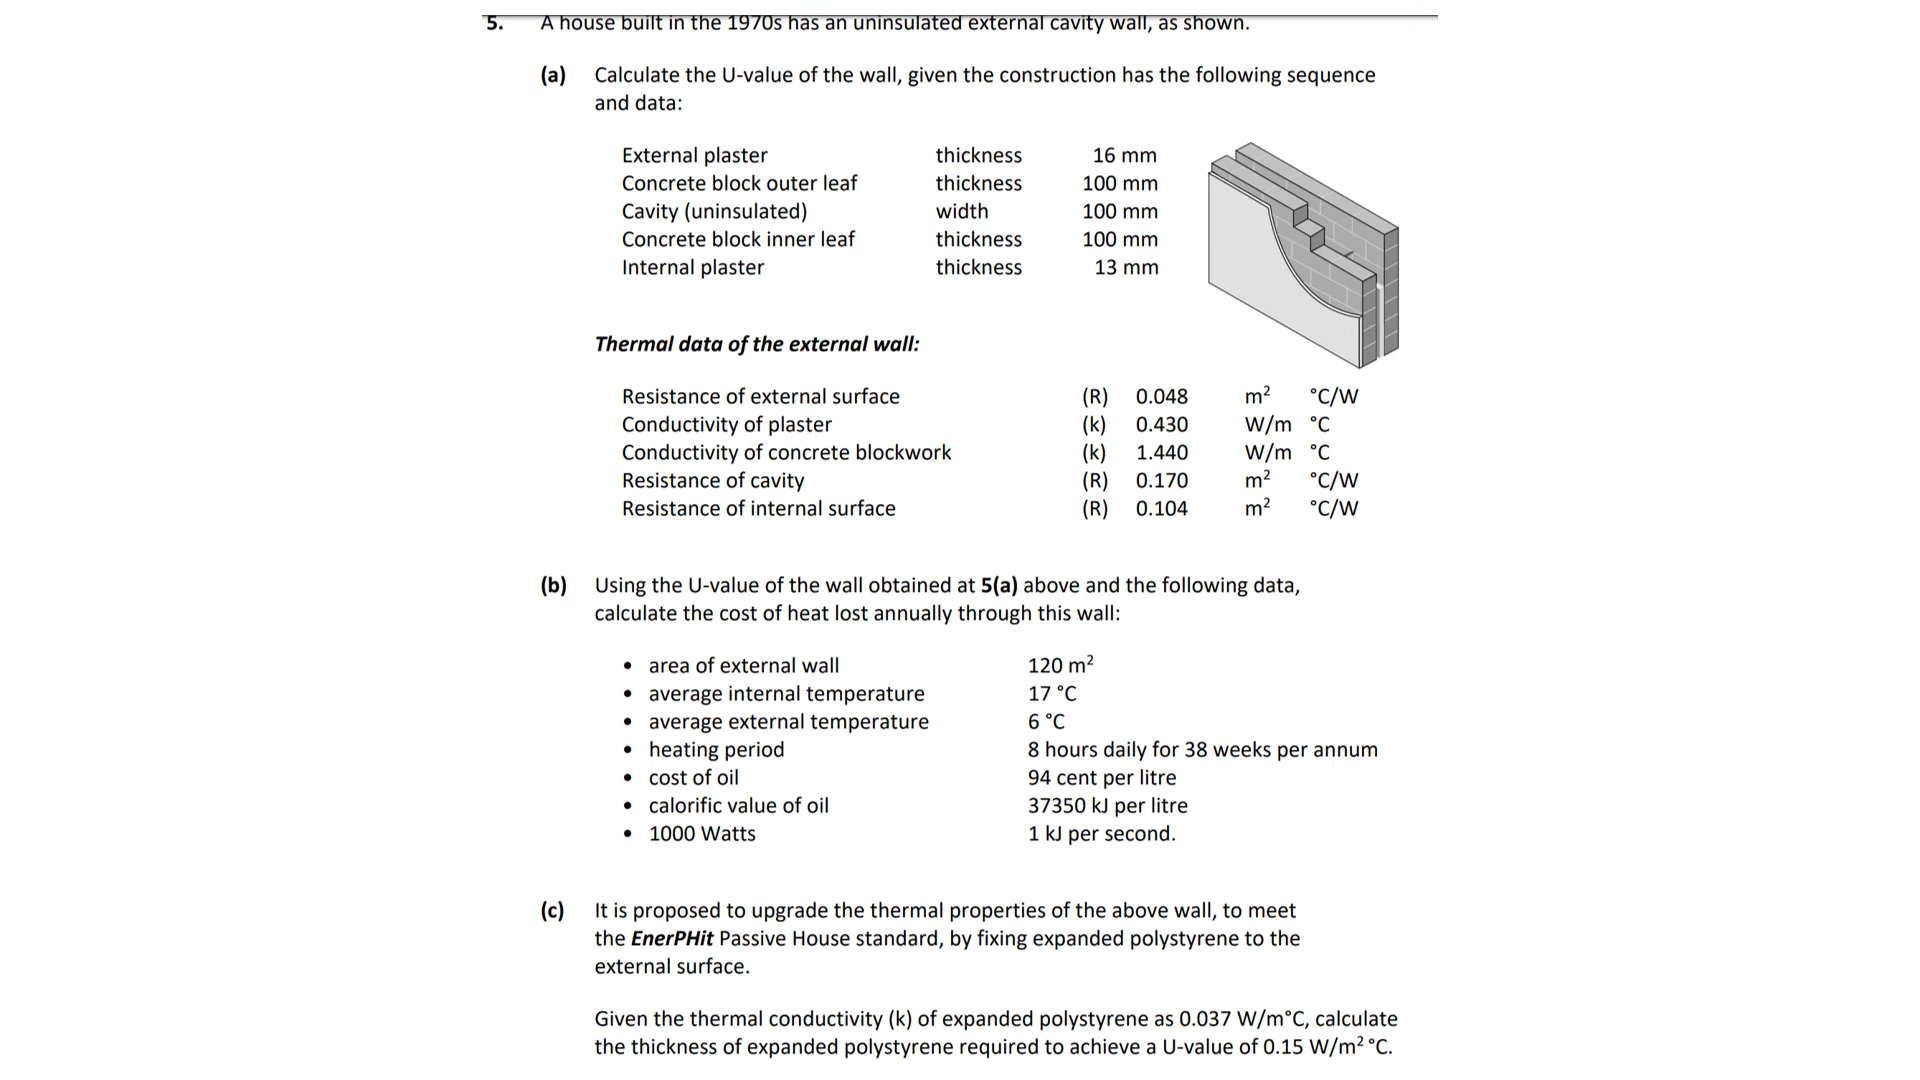 5. A house built in the 1970s has an uninsulated external cavity wall, as shown.
(a) Calculate the U-value of the wall, given the construction has the following sequence
and data:
External plaster thickness 16 mm
Concrete block outer leaf thickness 100 mm
Cavity (uninsulated) width 100 mm
Concrete block inner leaf thickness 100 mm
Internal plaster thickness 13 mm
Thermal data of the external wall:
Resistance of external surface (R) 0.048 m² °C/W
Conductivity of plaster (k) 0.430 W/m °C
Conductivity of concrete blockwork (k) 1.440 W/m °C
Resistance of cavity (R) 0.170 m² °C/W
Resistance of internal surface (R) 0.104 m² °C/W
(b) Using the U-value of the wall obtained at 5(a) above and the following data,
calculate the cost of heat lost annually through this wall:
• area of external wall 120 m²
• average internal temperature 17 °C
• average external temperature 6 °C
• heating period 8 hours daily for 38 weeks per annum
• cost of oil 94 cent per litre
• calorific value of oil 37350 kJ per litre
• 1000 Watts 1 kJ per second.
(c) It is proposed to upgrade the thermal properties of the above wall, to meet
the EnerPHit Passive House standard, by fixing expanded polystyrene to the
external surface.
Given the thermal conductivity (k) of expanded polystyrene as 0.037 W/m°C, calculate
the thickness of expanded polystyrene required to achieve a U-value of 0.15 W/m² °C.